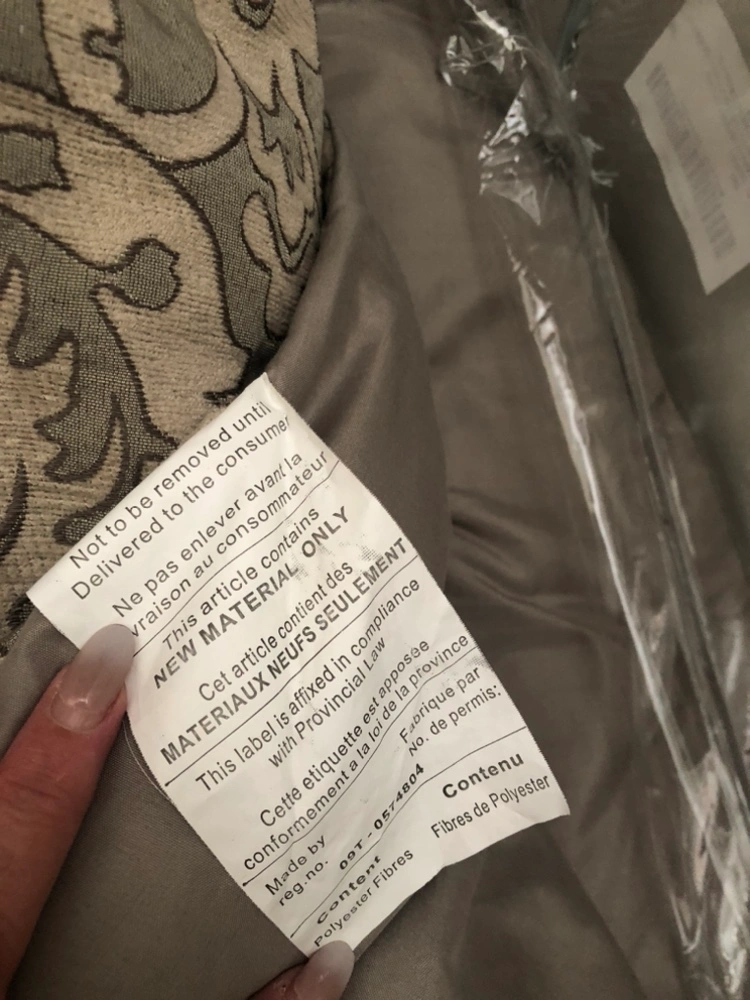 Not to be removed until
Delivered to the consumer
Ne pas enlever avant la
vraison au consommateur
This article contains
NEW MATERIAL ONLY
Cet article contient des
MATERIAUX NEUFS SEULEMENT
This label is affixed in compliance
with Provincial Law
Cette etiquette est apposée
conformement a la loi de la province
Made by
reg.no.
Fabrique par
No. de permis:
09T-0574804
Content
Contenu
Polyester Fibres
Fibres de Polyester